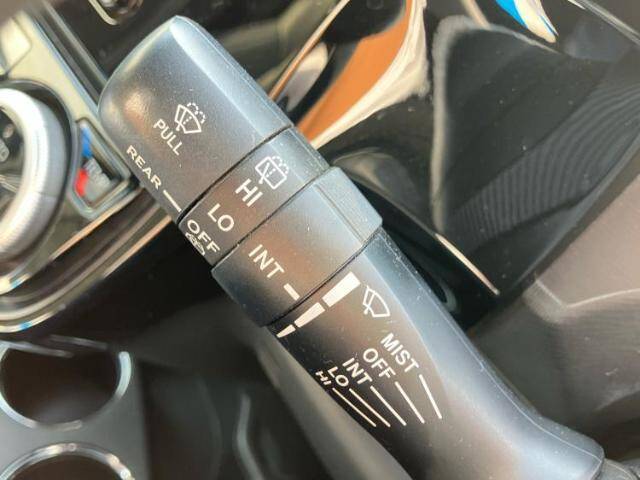 PULL
REAR
HI
LO
OFF
INT
MIST
OFF
INT
LO
HI